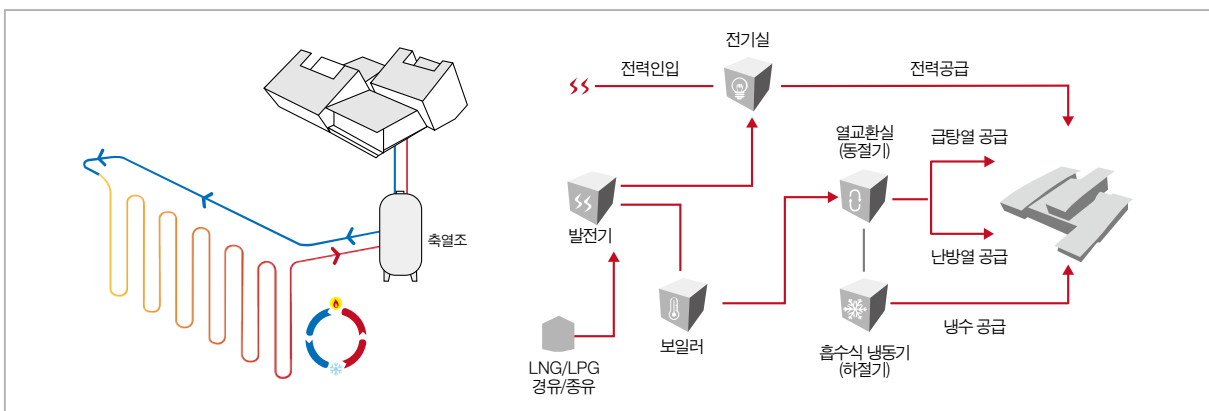 전기실
전력인입
전력공급
열교환실
(동절기)
급탕열 공급
발전기
축열조
난방열 공급
보일러
냉수 공급
흡수식 냉동기
(하절기)
LNG/LPG
경유/중유